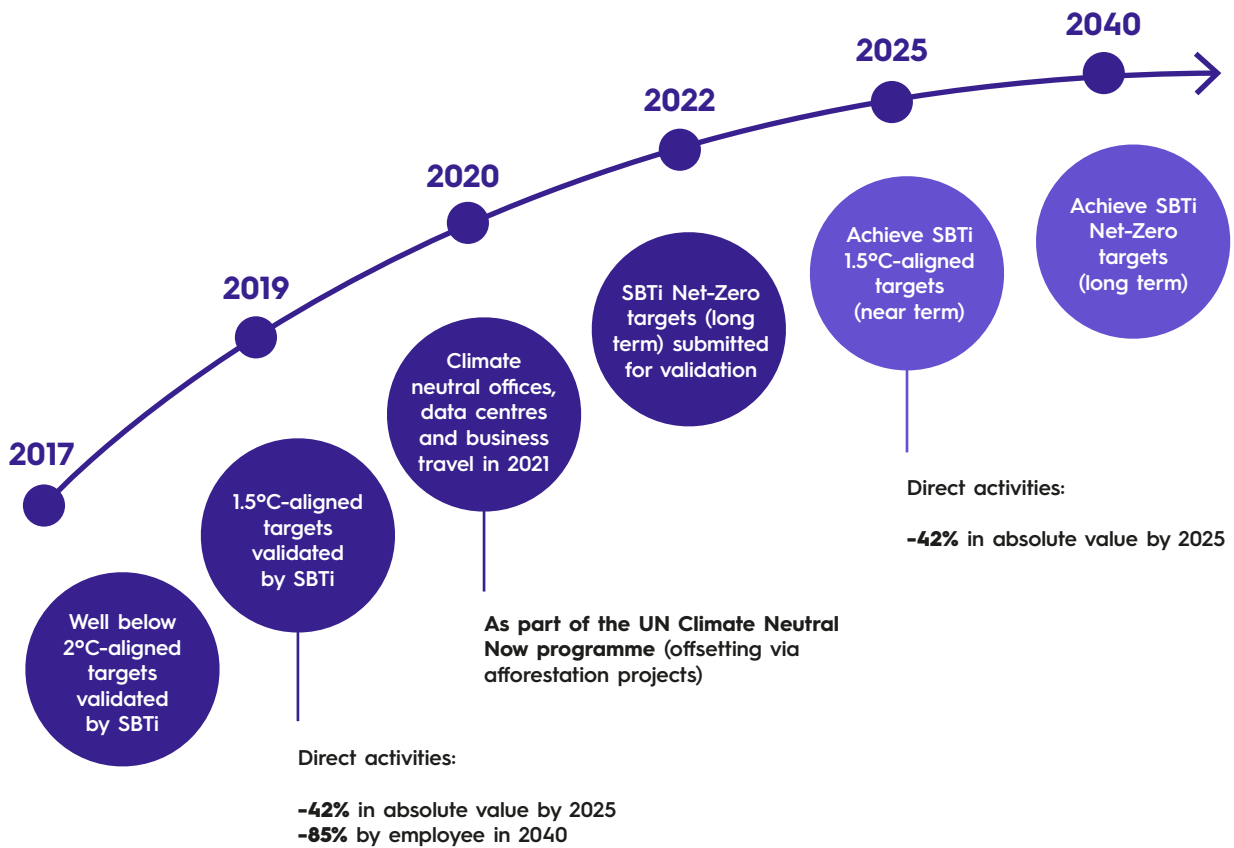 2017
Well below
2°C-aligned
targets
validated
by SBTi
2019
1.5°C-aligned
targets
validated
by SBTi
Direct activities:
-42% in absolute value by 2025
-85% by employee in 2040
2020
Climate
neutral offices,
data centres
and business
travel in 2021
As part of the UN Climate Neutral
Now programme (offsetting via
afforestation projects)
2022
SBTi Net-Zero
targets (long
term) submitted
for validation
2025
Achieve SBTi
1.5°C-aligned
targets
(near term)
Direct activities:
-42% in absolute value by 2025
2040
Achieve SBTi
Net-Zero
targets
(long term)